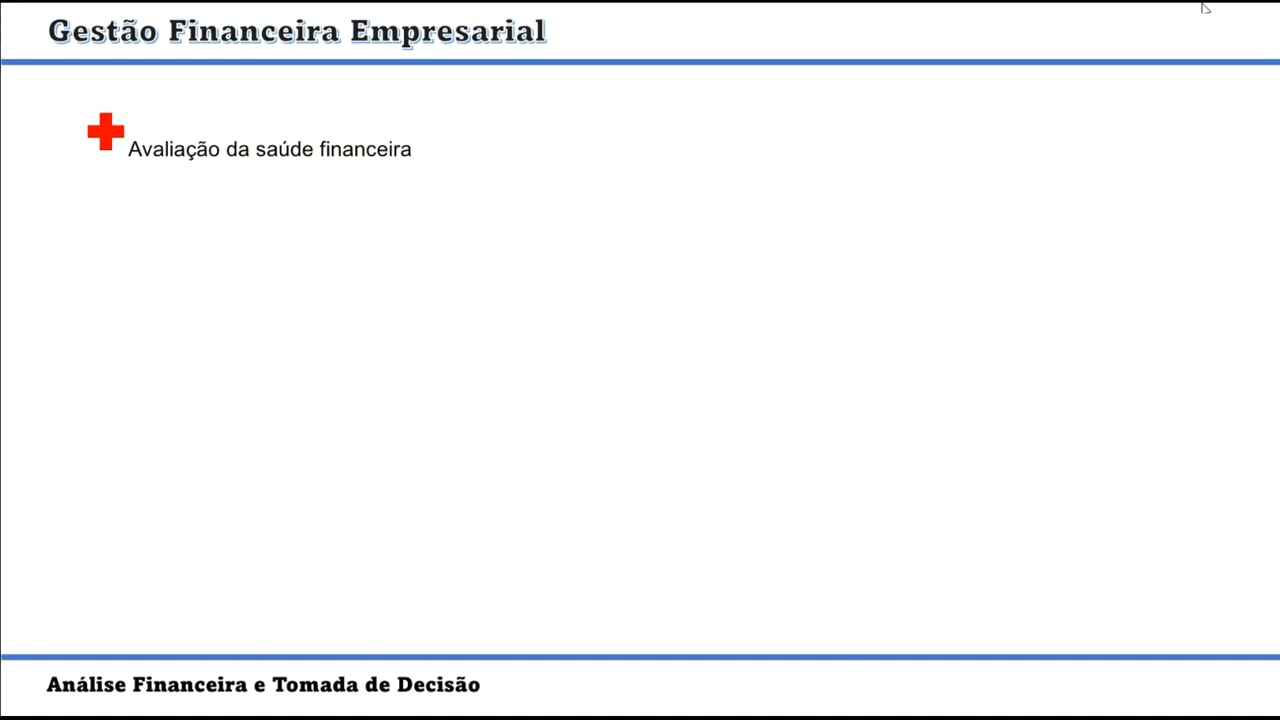 Gestão Financeira Empresarial
Avaliação da saúde financeira
Análise Financeira e Tomada de Decisão